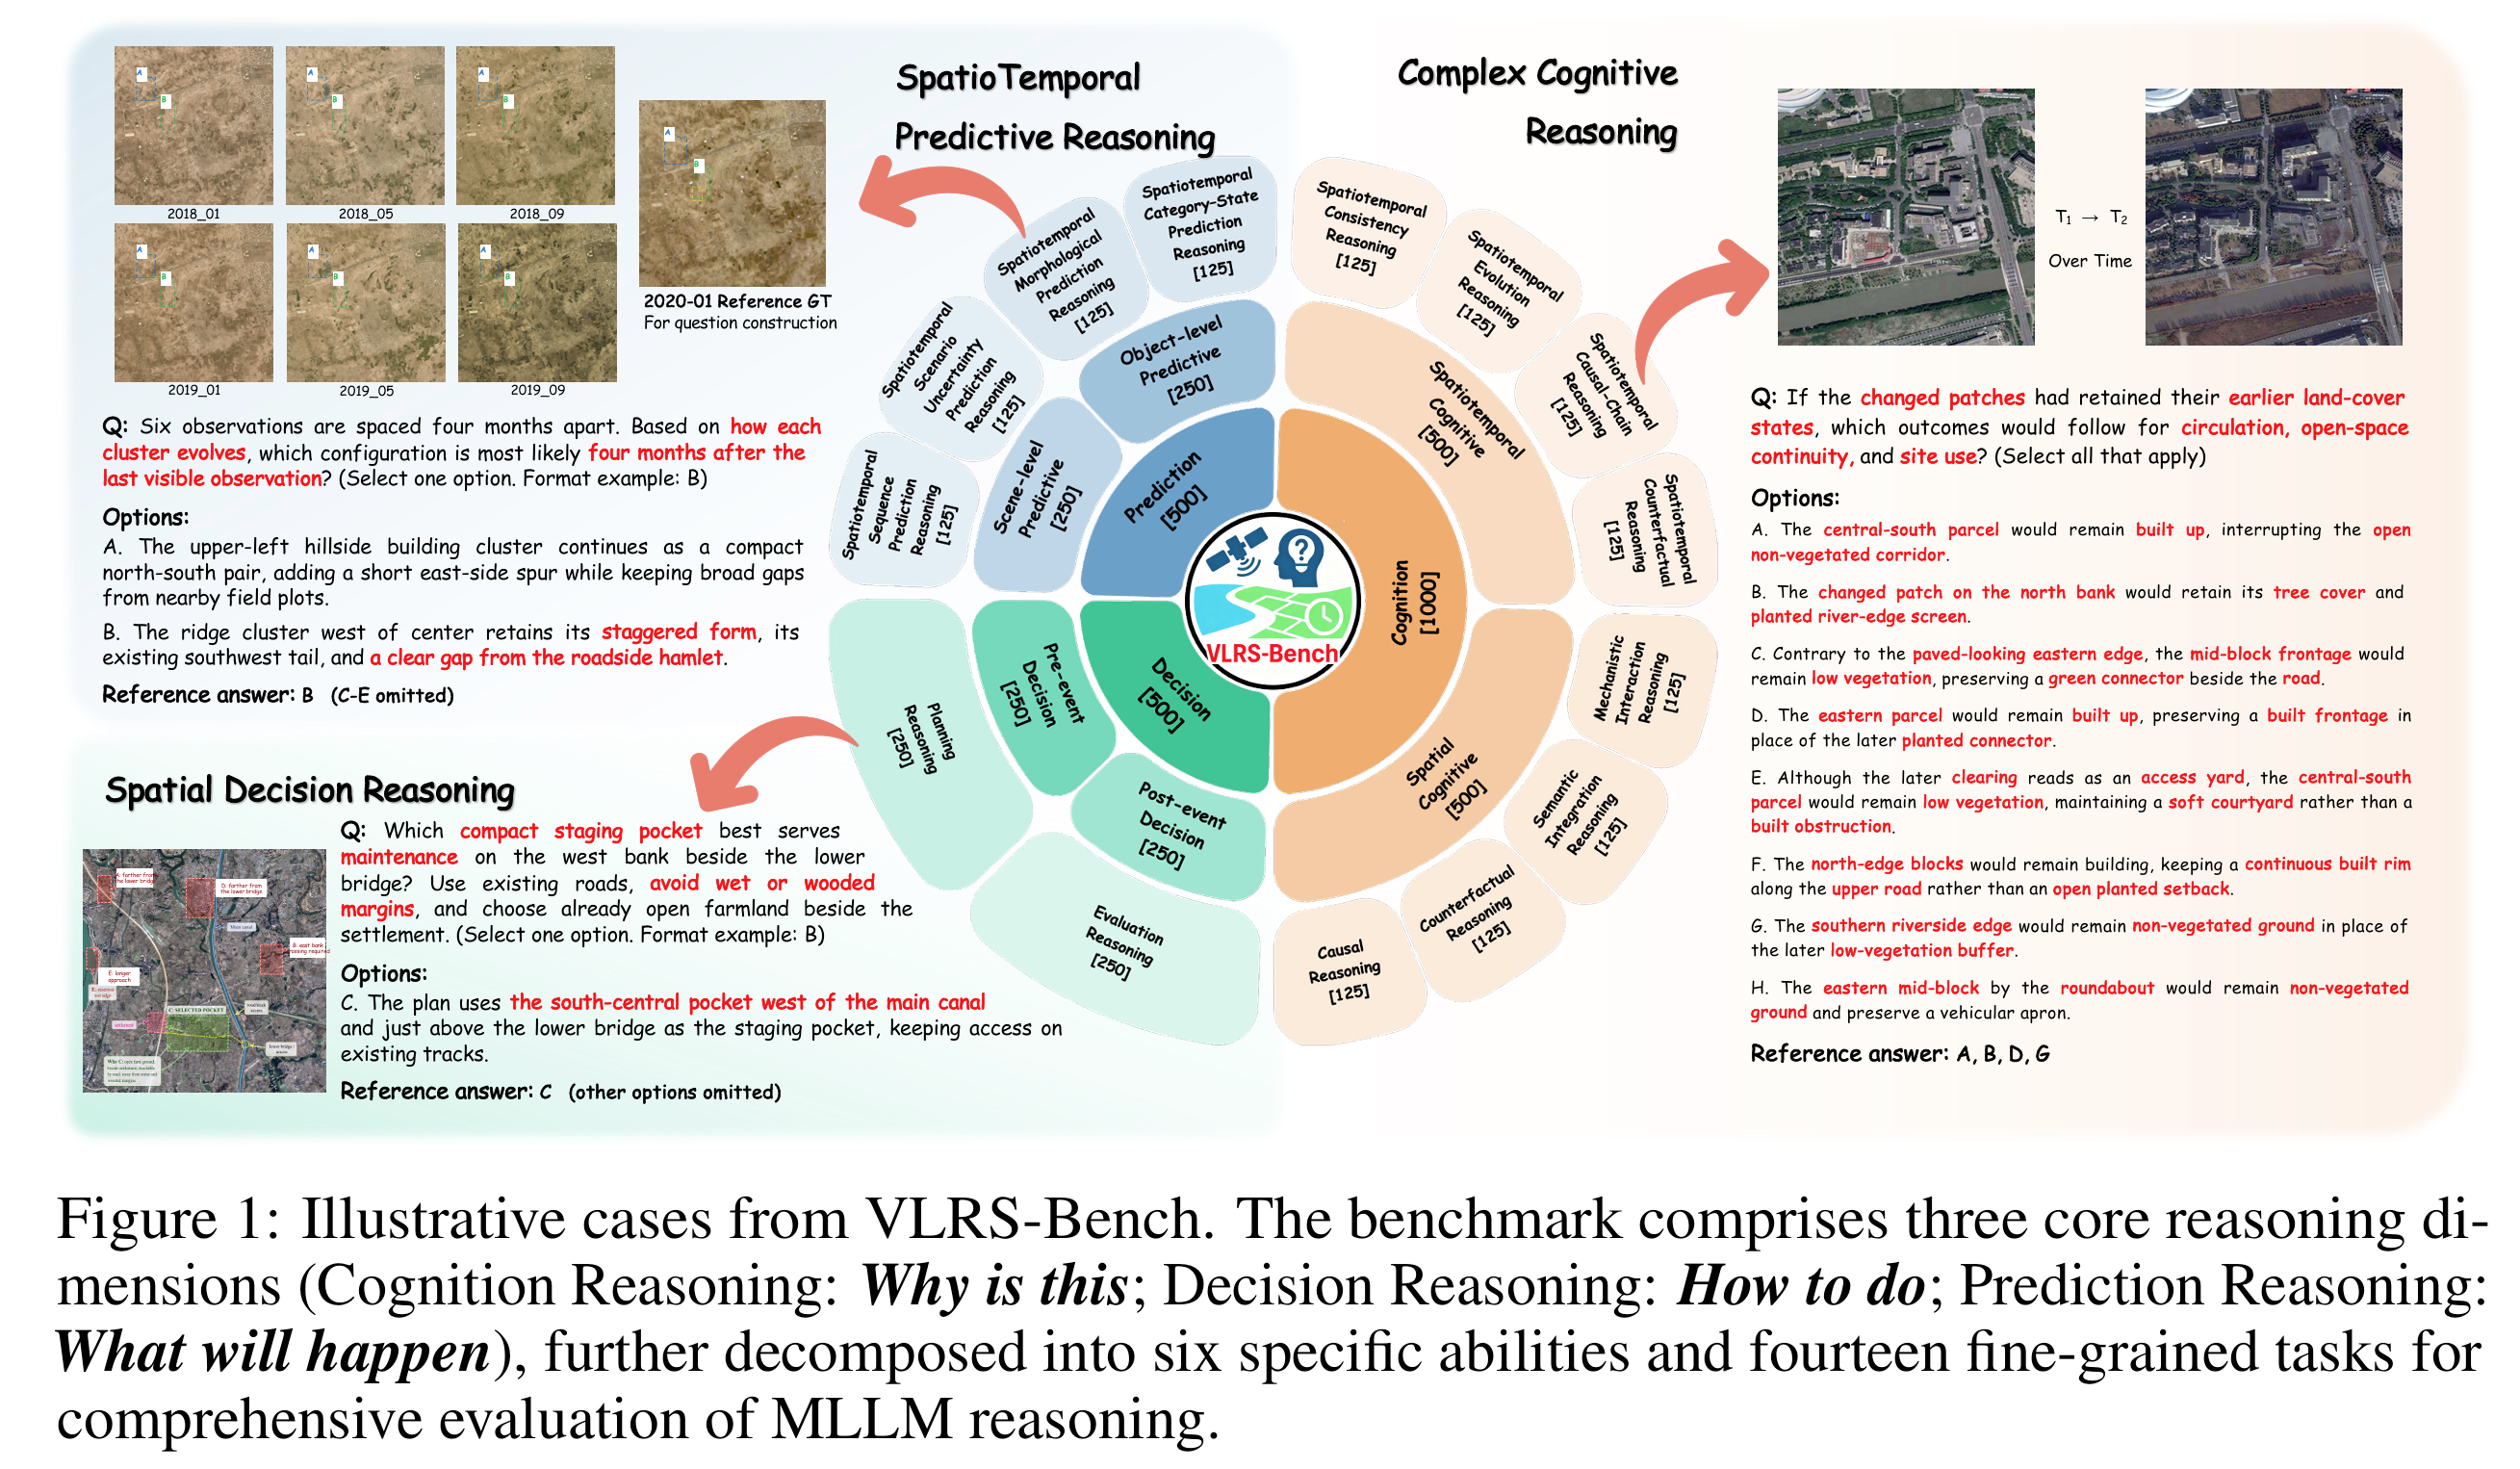 A
B
2018_01
A
B
2018_05
A
B
2018_09
A
B
2019_01
A
B
2019_05
A
B
2019_09
A
B
2020-01 Reference GT
For question construction
Q: Six observations are spaced four months apart. Based on how each
cluster evolves, which configuration is most likely four months after the
last visible observation? (Select one option. Format example: B)
Options:
A. The upper-left hillside building cluster continues as a compact
north-south pair, adding a short east-side spur while keeping broad gaps
from nearby field plots.
B. The ridge cluster west of center retains its staggered form, its
existing southwest tail, and a clear gap from the roadside hamlet.
Reference answer: B (C-E omitted)
SpatioTemporal
Predictive Reasoning
Complex Cognitive
Reasoning
Spatiotemporal
Category-State
Prediction
Reasoning
[125]
Spatiotemporal
Morphological
Prediction
Reasoning
[125]
Spatiotemporal
Scenario
Uncertainty
Prediction
Reasoning
[125]
Spatiotemporal
Sequence
Prediction
Reasoning
[125]
Object-level
Predictive
[250]
Scene-level
Predictive
[250]
Prediction
[500]
Spatiotemporal
Consistency
Reasoning
[125]
Spatiotemporal
Evolution
Reasoning
[125]
Spatiotemporal
Causal-Chain
Reasoning
[125]
Spatiotemporal
Counterfactual
Reasoning
[125]
Spatiotemporal
Cognitive
[500]
Cognition
[1000]
Mechanistic
Interaction
Reasoning
[125]
Semantic
Integration
Reasoning
[125]
Counterfactual
Reasoning
[125]
Causal
Reasoning
[125]
Spatial
Cognitive
[500]
VLRS-Bench
Decision
[500]
Pre-event
Decision
[250]
Post-event
Decision
[250]
Planning
Reasoning
[250]
Evaluation
Reasoning
[250]
Spatial Decision Reasoning
A: farther from
the lower bridge
D: farther from
the lower bridge
Main canal
B: east bank
crossing required
E: longer
approach
settlement
C: SELECTED POCKET
Q: Which compact staging pocket best serves
maintenance on the west bank beside the lower
bridge? Use existing roads, avoid wet or wooded
margins, and choose already open farmland beside the
settlement. (Select one option. Format example: B)
Options:
C. The plan uses the south-central pocket west of the main canal
and just above the lower bridge as the staging pocket, keeping access on
existing tracks.
Reference answer: C (other options omitted)
T1 → T2
Over Time
Q: If the changed patches had retained their earlier land-cover
states, which outcomes would follow for circulation, open-space
continuity, and site use? (Select all that apply)
Options:
A. The central-south parcel would remain built up, interrupting the open
non-vegetated corridor.
B. The changed patch on the north bank would retain its tree cover and
planted river-edge screen.
C. Contrary to the paved-looking eastern edge, the mid-block frontage would
remain low vegetation, preserving a green connector beside the road.
D. The eastern parcel would remain built up, preserving a built frontage in
place of the later planted connector.
E. Although the later clearing reads as an access yard, the central-south
parcel would remain low vegetation, maintaining a soft courtyard rather than a
built obstruction.
F. The north-edge blocks would remain building, keeping a continuous built rim
along the upper road rather than an open planted setback.
G. The southern riverside edge would remain non-vegetated ground in place of
the later low-vegetation buffer.
H. The eastern mid-block by the roundabout would remain non-vegetated
ground and preserve a vehicular apron.
Reference answer: A, B, D, G
Figure 1: Illustrative cases from VLRS-Bench. The benchmark comprises three core reasoning di-
mensions (Cognition Reasoning: Why is this; Decision Reasoning: How to do; Prediction Reasoning:
What will happen), further decomposed into six specific abilities and fourteen fine-grained tasks for
comprehensive evaluation of MLLM reasoning.